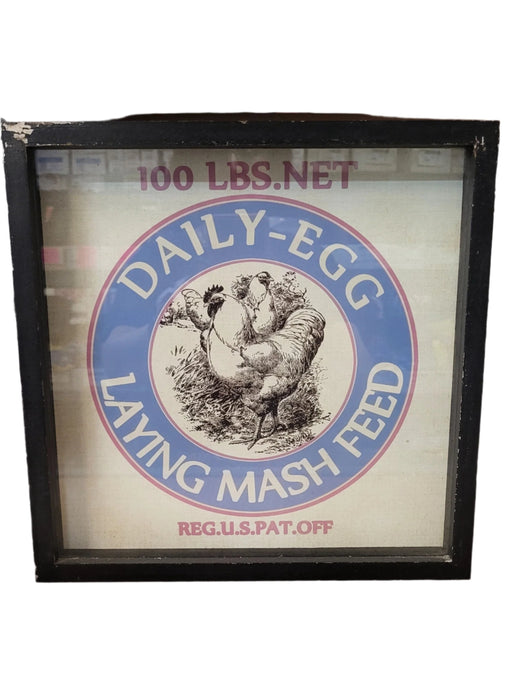 100 LBS.NET
DAILY-EGG
LAYING MASH FEED
REG.U.S.PAT.OFF